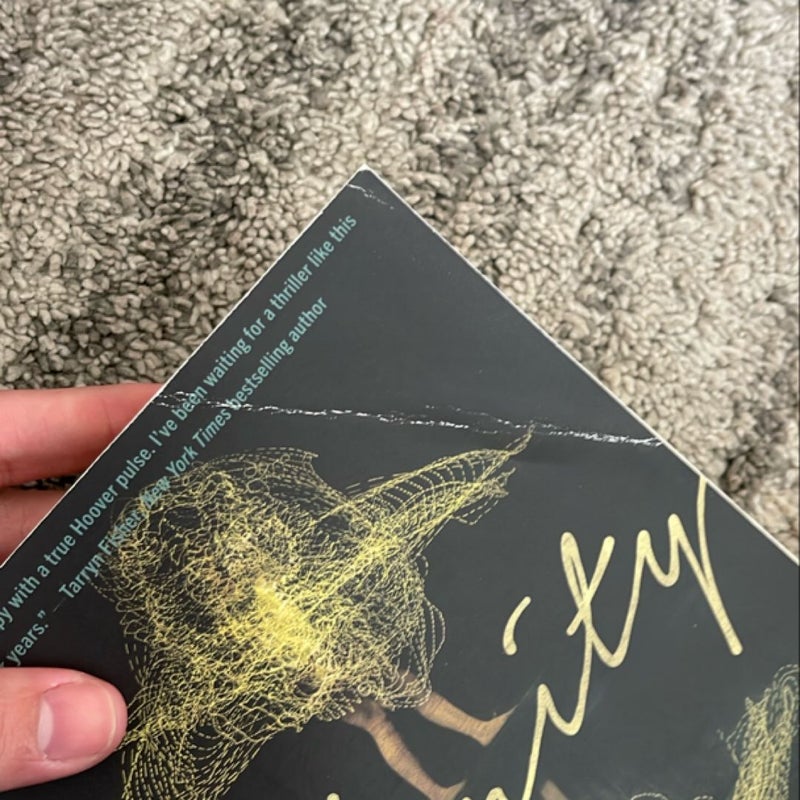 py with a true Hoover pulse. I've been waiting for a thriller like this
years."   Tarryn Fisher, New York Times bestselling author
ity